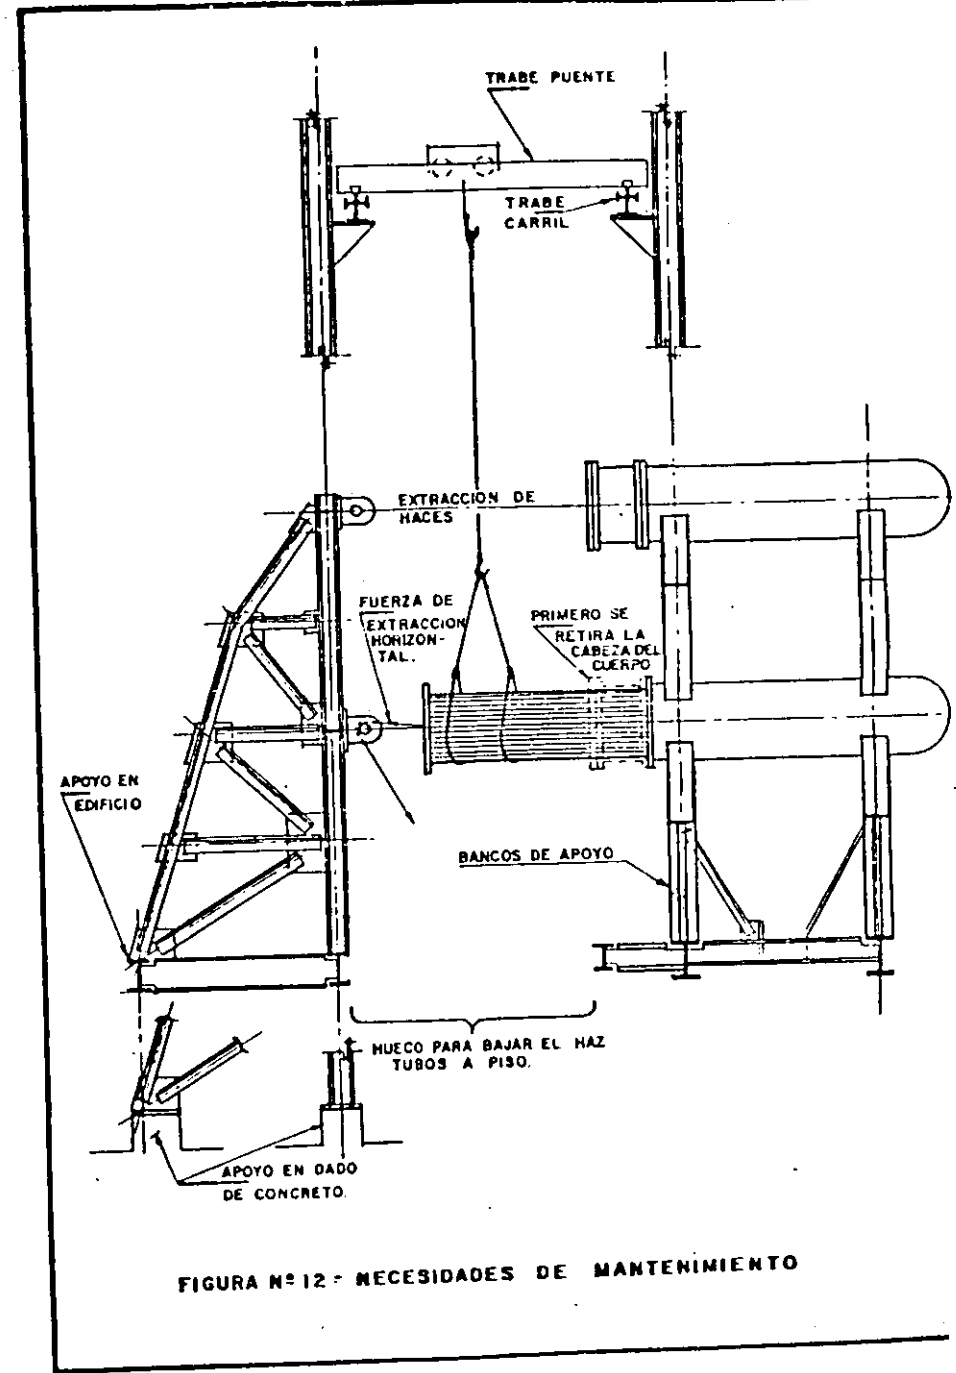 TRABE PUENTE
TRABE
CARRIL
EXTRACCION DE
HACES
FUERZA DE
EXTRACCION
HORIZON-
TAL.
PRIMERO SE
RETIRA LA
CABEZA DEL
CUERPO
APOYO EN
EDIFICIO
BANCOS DE APOYO
HUECO PARA BAJAR EL HAZ
TUBOS A PISO.
APOYO EN DADO
DE CONCRETO.
FIGURA Nº 12 - NECESIDADES DE MANTENIMIENTO